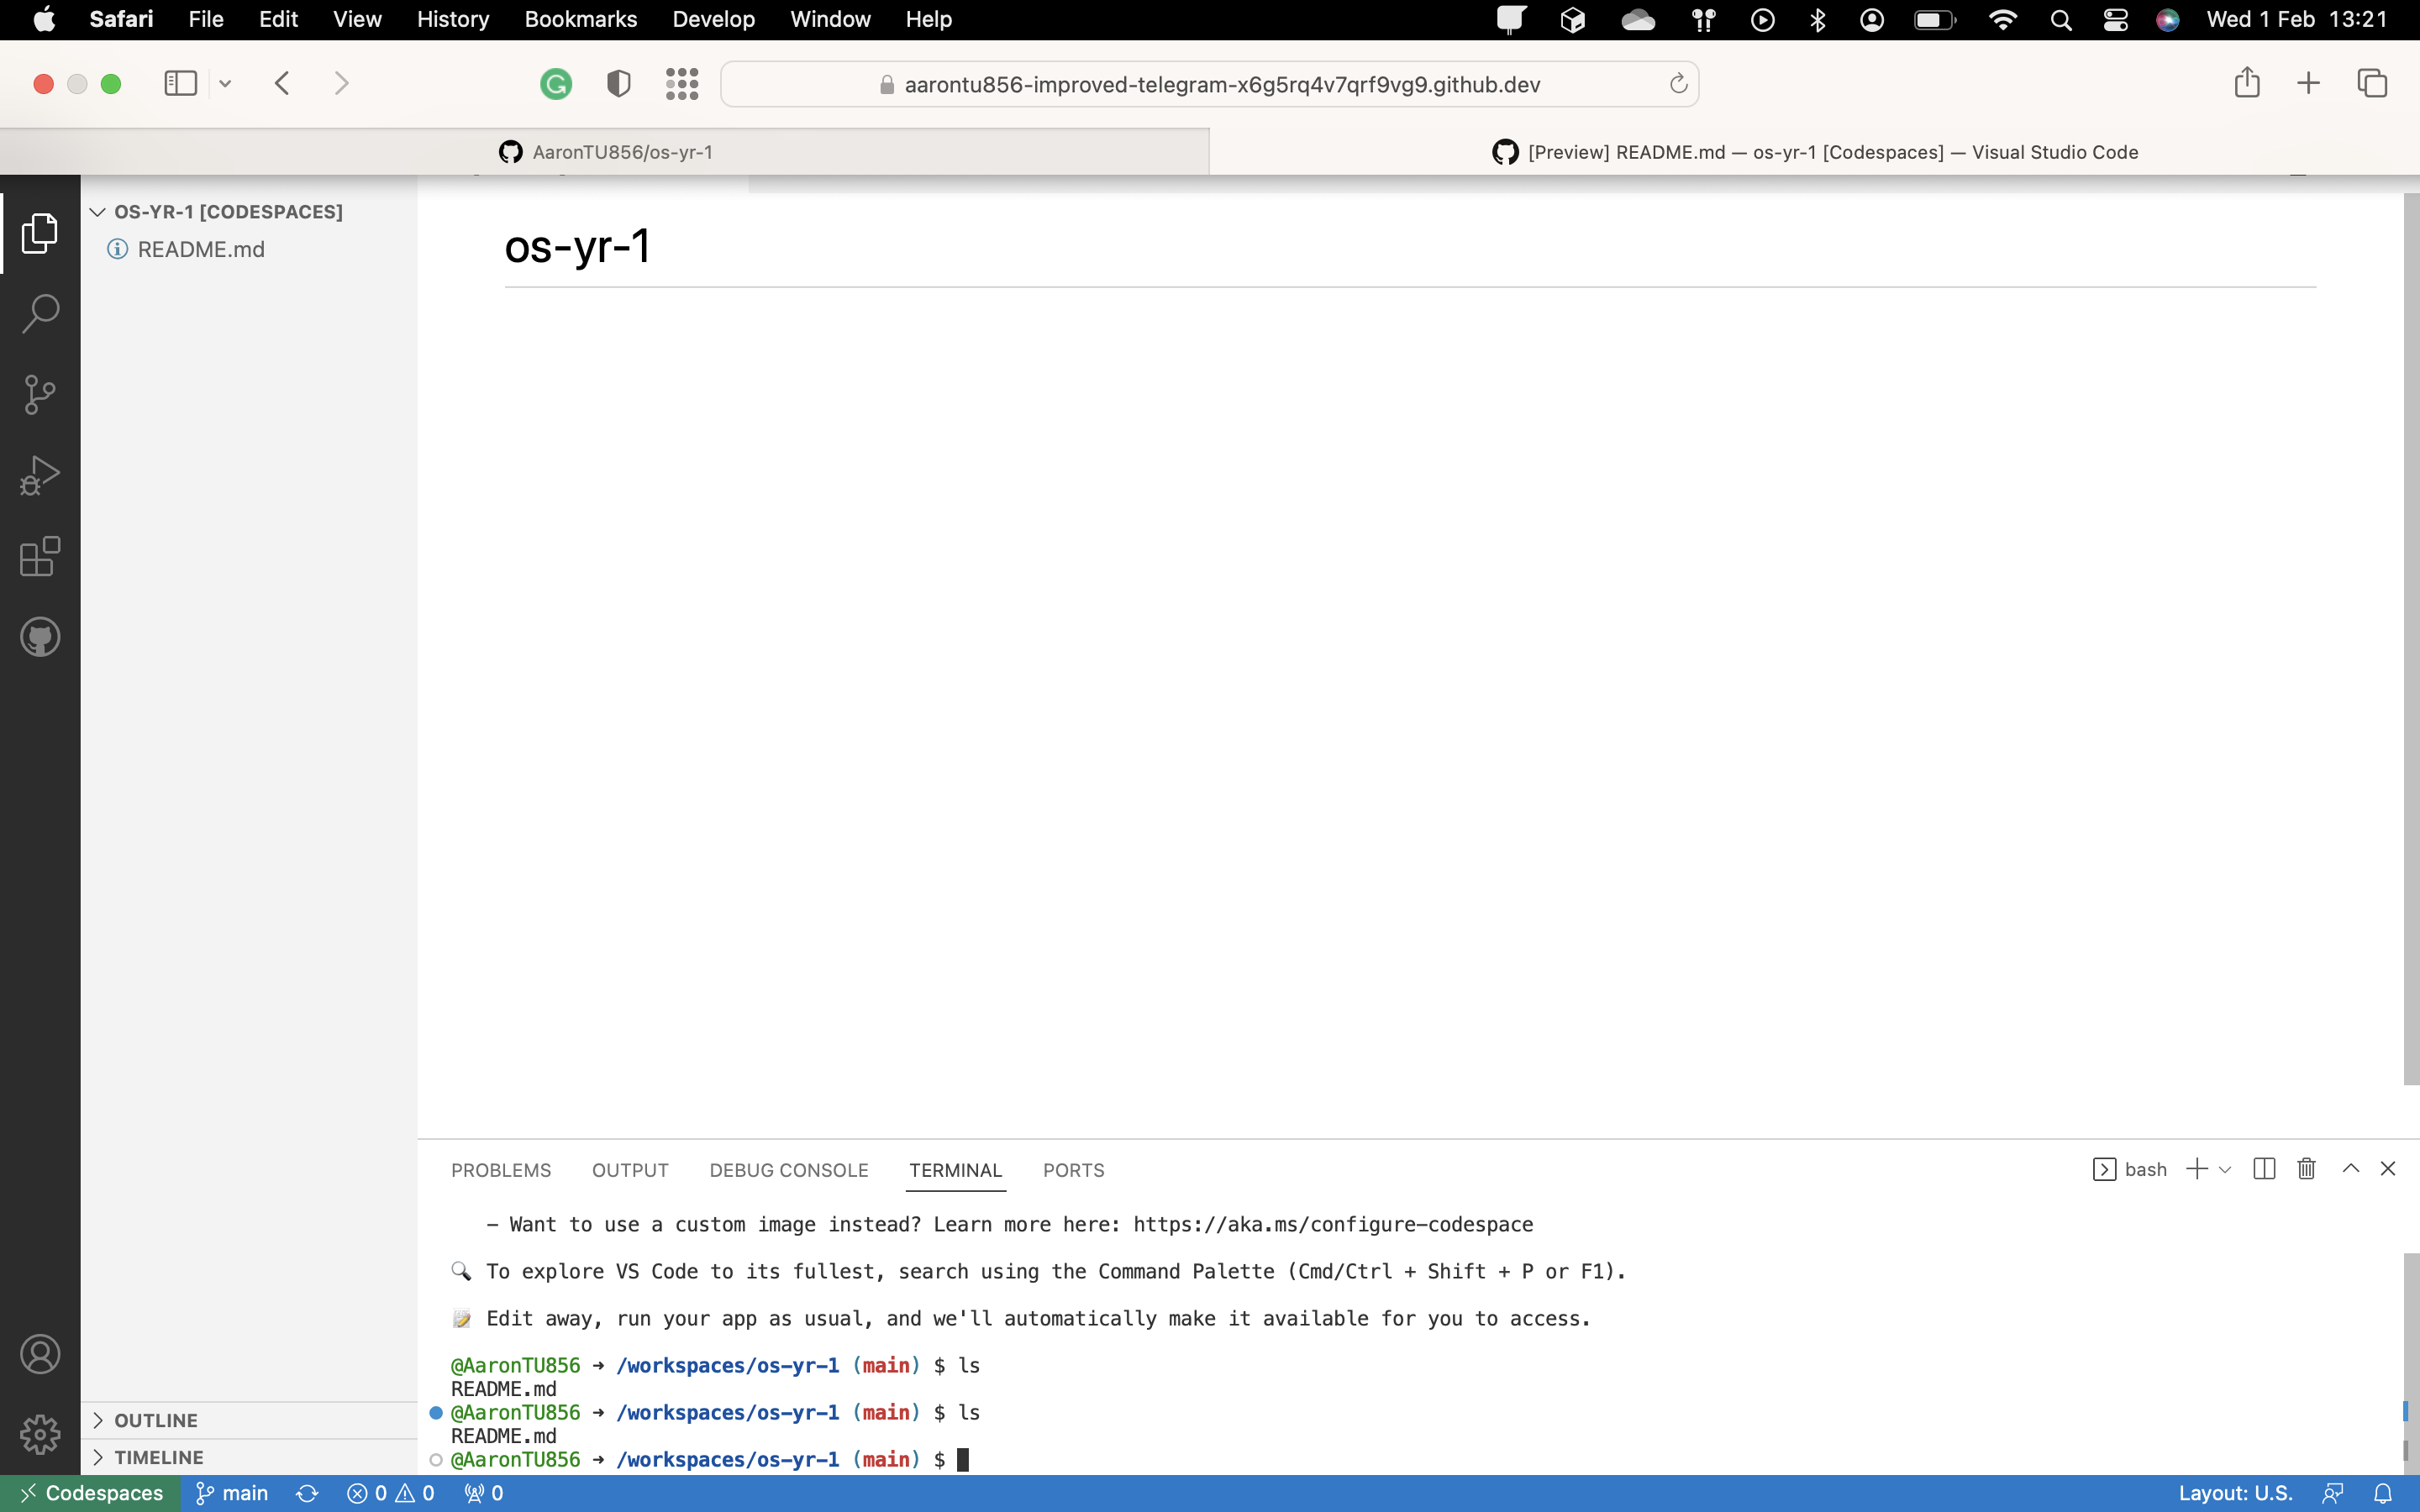 Safari File Edit View History Bookmarks Develop Window Help Wed 1 Feb 13:21
aarontu856-improved-telegram-x6g5rq4v7qrf9vg9.github.dev
AaronTU856/os-yr-1
[Preview] README.md — os-yr-1 [Codespaces] — Visual Studio Code
OS-YR-1 [CODESPACES]
README.md
os-yr-1
PROBLEMS OUTPUT DEBUG CONSOLE TERMINAL PORTS bash
- Want to use a custom image instead? Learn more here: https://aka.ms/configure-codespace
To explore VS Code to its fullest, search using the Command Palette (Cmd/Ctrl + Shift + P or F1).
Edit away, run your app as usual, and we'll automatically make it available for you to access.
@AaronTU856 → /workspaces/os-yr-1 (main) $ ls
README.md
@AaronTU856 → /workspaces/os-yr-1 (main) $ ls
README.md
@AaronTU856 → /workspaces/os-yr-1 (main) $
OUTLINE
TIMELINE
Codespaces main 0 0 0 Layout: U.S.